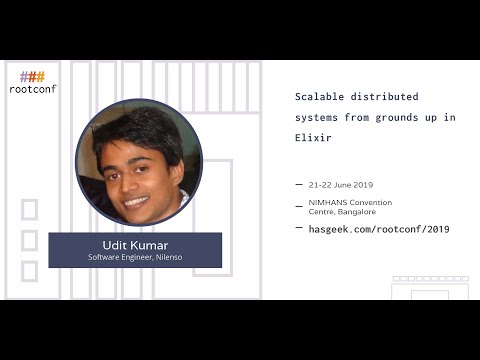 ###
rootconf
Scalable distributed
systems from grounds up in
Elixir
21-22 June 2019
NIMHANS Convention
Centre, Bangalore
hasgeek.com/rootconf/2019
Udit Kumar
Software Engineer, Nilenso